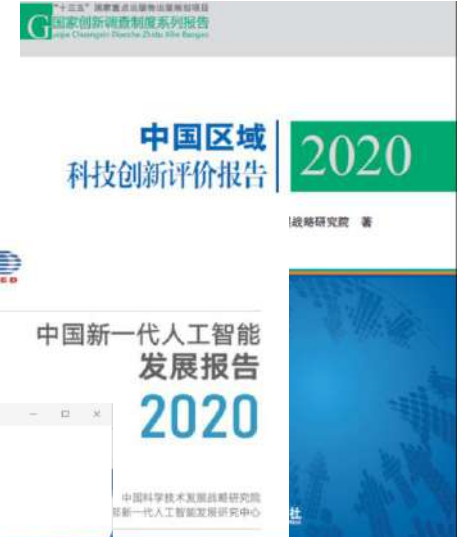 "十三五"国家重点出版物出版规划项目
国家创新调查制度系列报告
Guojia Chuangxin Diaocha Zhidu Xilie Baogao
中国区域
科技创新评价报告
2020
战略研究院 著
中国新一代人工智能
发展报告
2020
中国科学技术发展战略研究院
新一代人工智能发展研究中心
社